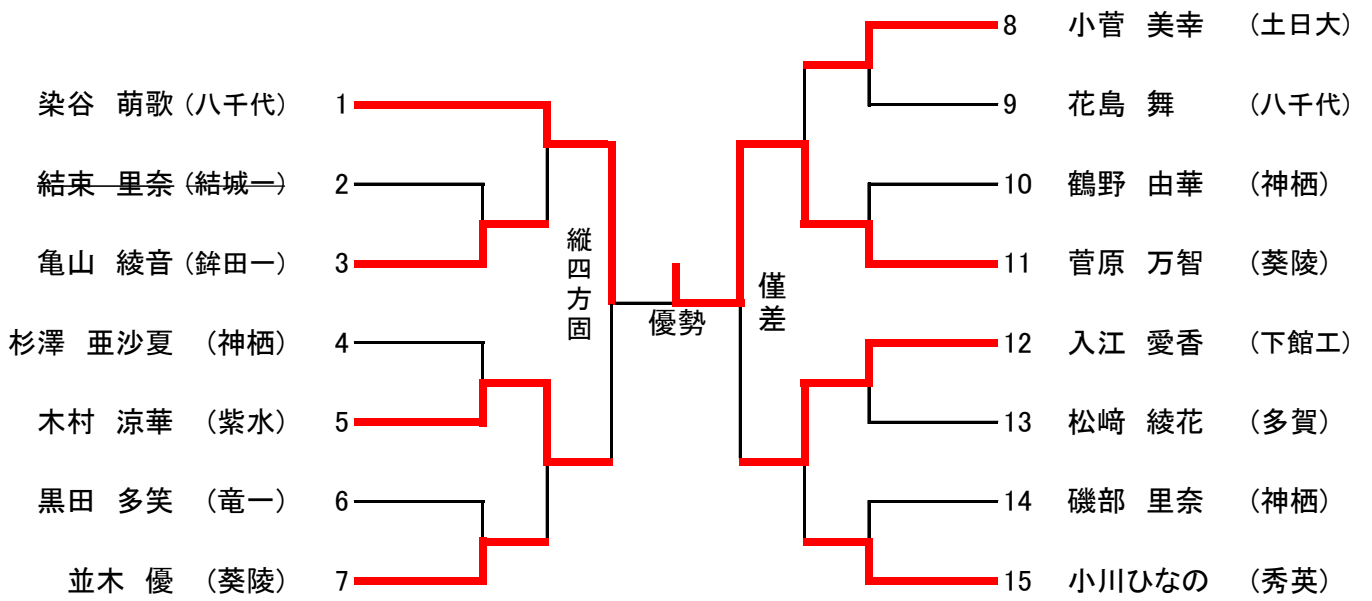 染谷 萌歌 (八千代) 1
結束 里奈 (結城一) 2
亀山 綾音 (鉾田一) 3
杉澤 亜沙夏 (神栖) 4
木村 涼華 (紫水) 5
黒田 多笑 (竜一) 6
並木 優 (葵陵) 7
縦四方固
優勢
僅差
8 小菅 美幸 (土日大)
9 花島 舞 (八千代)
10 鶴野 由華 (神栖)
11 菅原 万智 (葵陵)
12 入江 愛香 (下館工)
13 松﨑 綾花 (多賀)
14 磯部 里奈 (神栖)
15 小川ひなの (秀英)